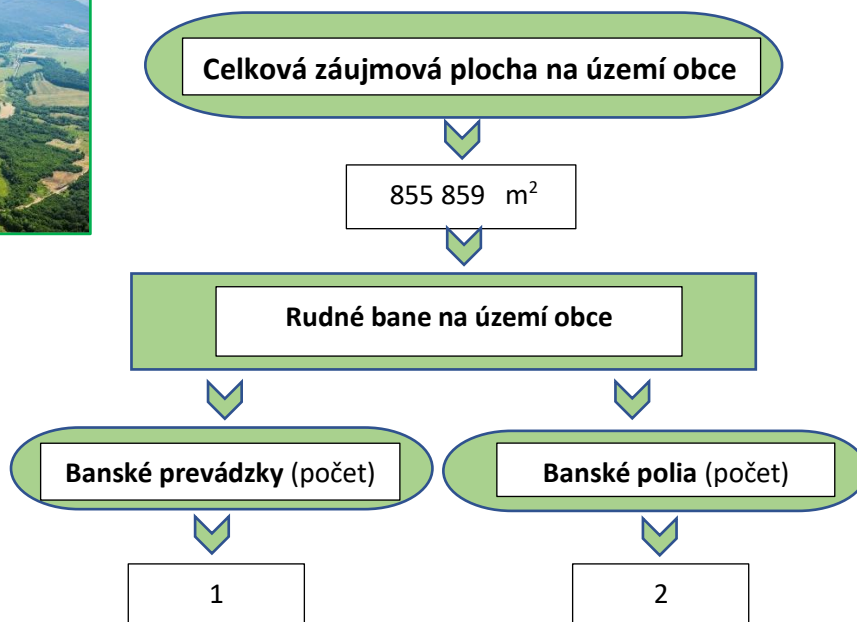 Celková záujmová plocha na území obce
855 859 m²
Rudné bane na území obce
Banské prevádzky (počet)
Banské polia (počet)
1
2